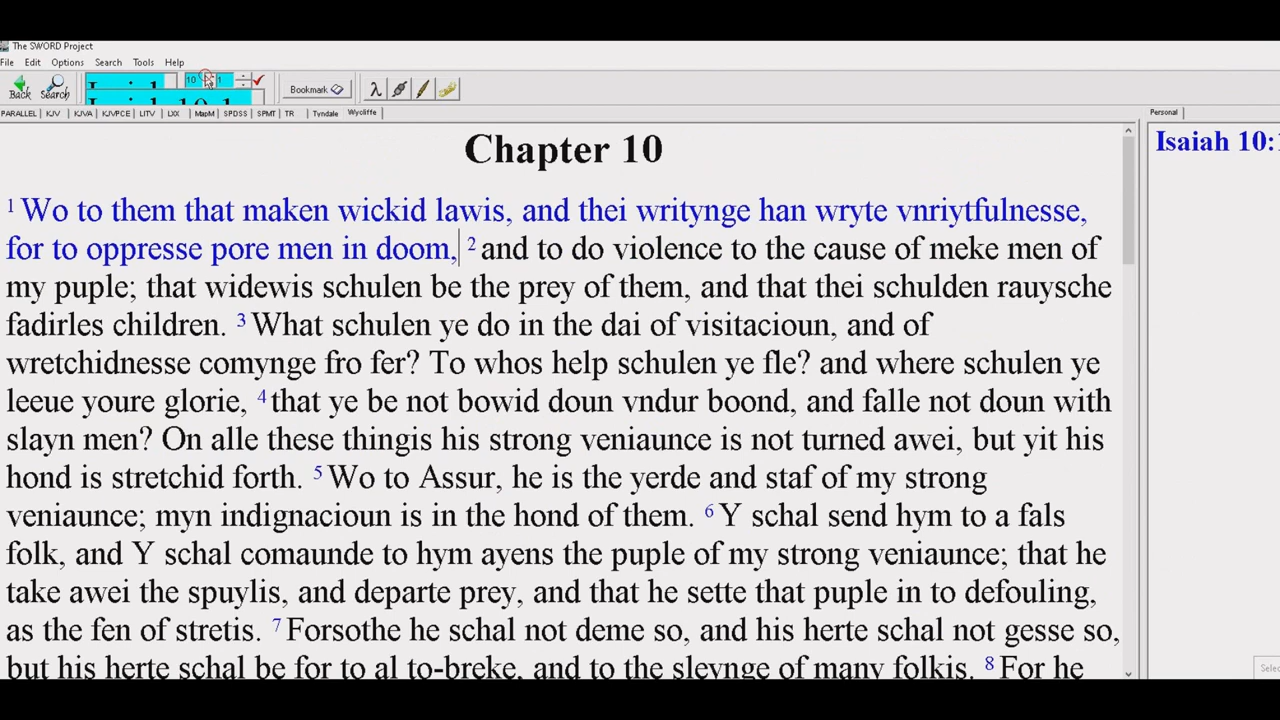 The SWORD Project
File Edit Options Search Tools Help
10 1
Back Search Bookmark λ
PARALLEL KJV KJVA KJVPCE LITV LXX MapM SPDSS SPMT TR Tyndale Wycliffe Personal
Isaiah 10:
Chapter 10
1 Wo to them that maken wickid lawis, and thei writynge han wryte vnriytfulnesse,
for to oppresse pore men in doom, 2 and to do violence to the cause of meke men of
my puple; that widewis schulen be the prey of them, and that thei schulden rauysche
fadirles children. 3 What schulen ye do in the dai of visitacioun, and of
wretchidnesse comynge fro fer? To whos help schulen ye fle? and where schulen ye
leeue youre glorie, 4 that ye be not bowid doun vndur boond, and falle not doun with
slayn men? On alle these thingis his strong veniaunce is not turned awei, but yit his
hond is stretchid forth. 5 Wo to Assur, he is the yerde and staf of my strong
veniaunce; myn indignacioun is in the hond of them. 6 Y schal send hym to a fals
folk, and Y schal comaunde to hym ayens the puple of my strong veniaunce; that he
take awei the spuylis, and departe prey, and that he sette that puple in to defouling,
as the fen of stretis. 7 Forsothe he schal not deme so, and his herte schal not gesse so,
but his herte schal be for to al to-breke, and to the sleynge of many folkis. 8 For he